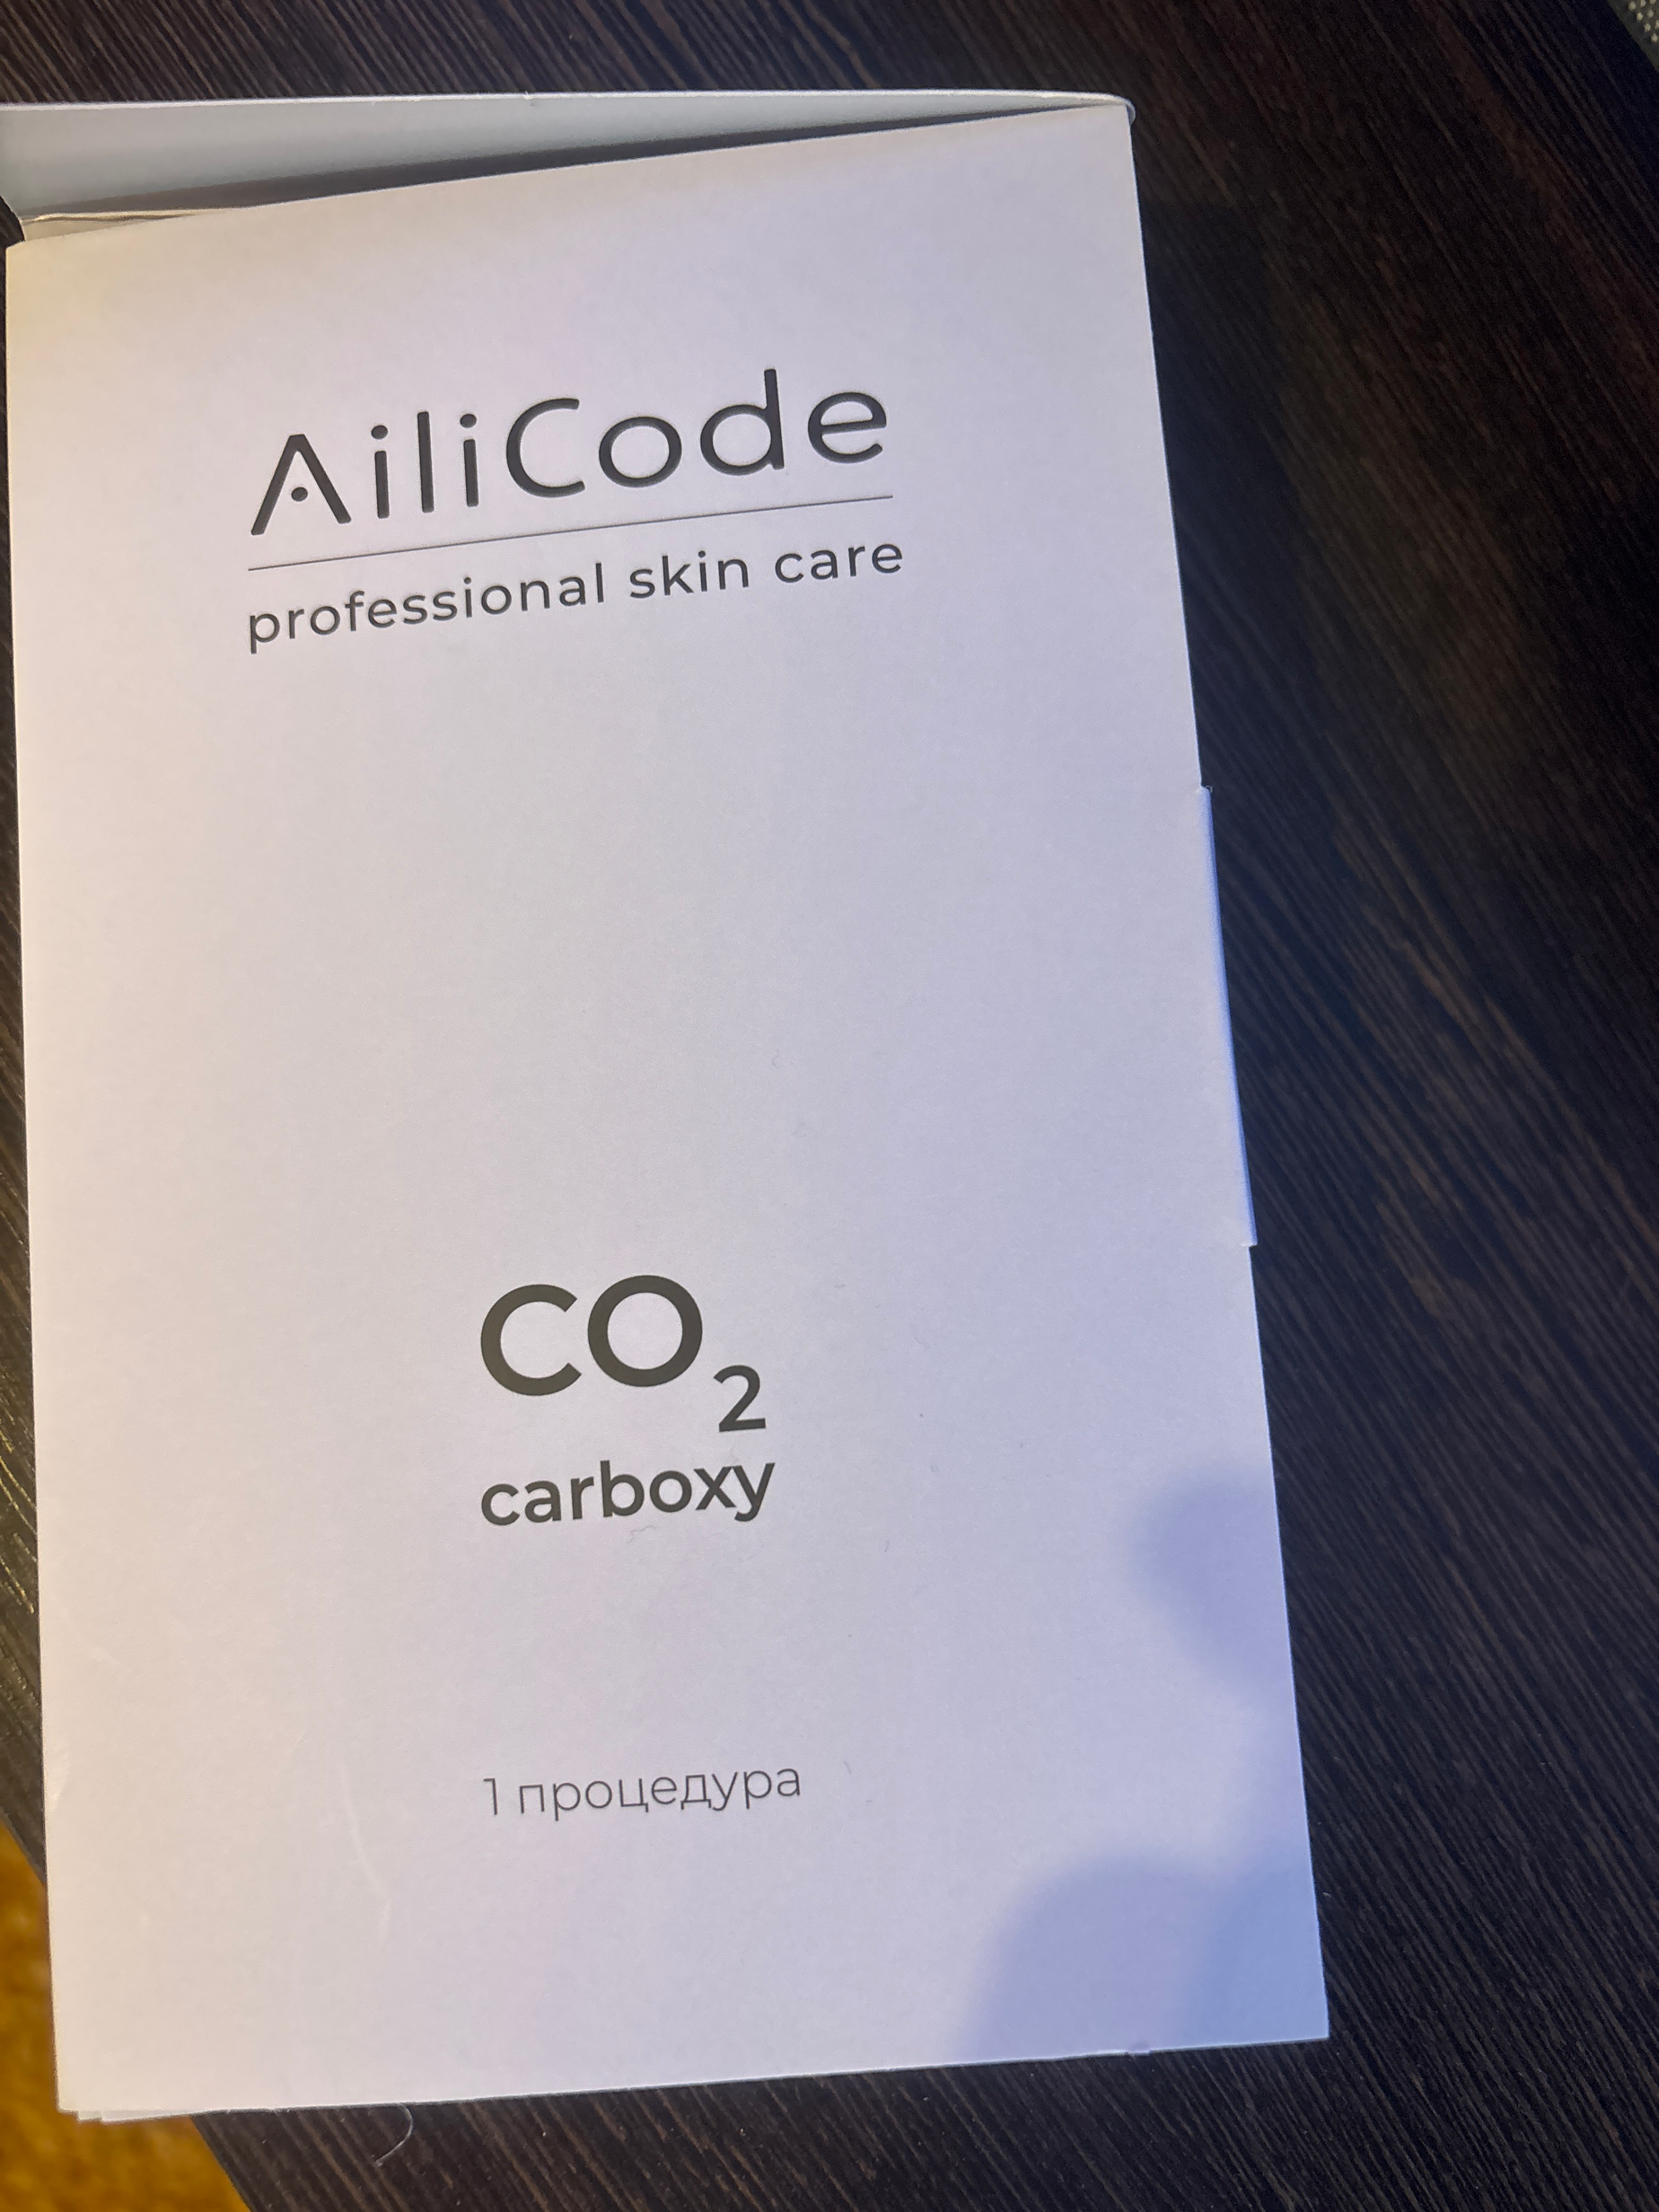 AiliCode
professional skin care
CO₂
carboxy
1 процедура